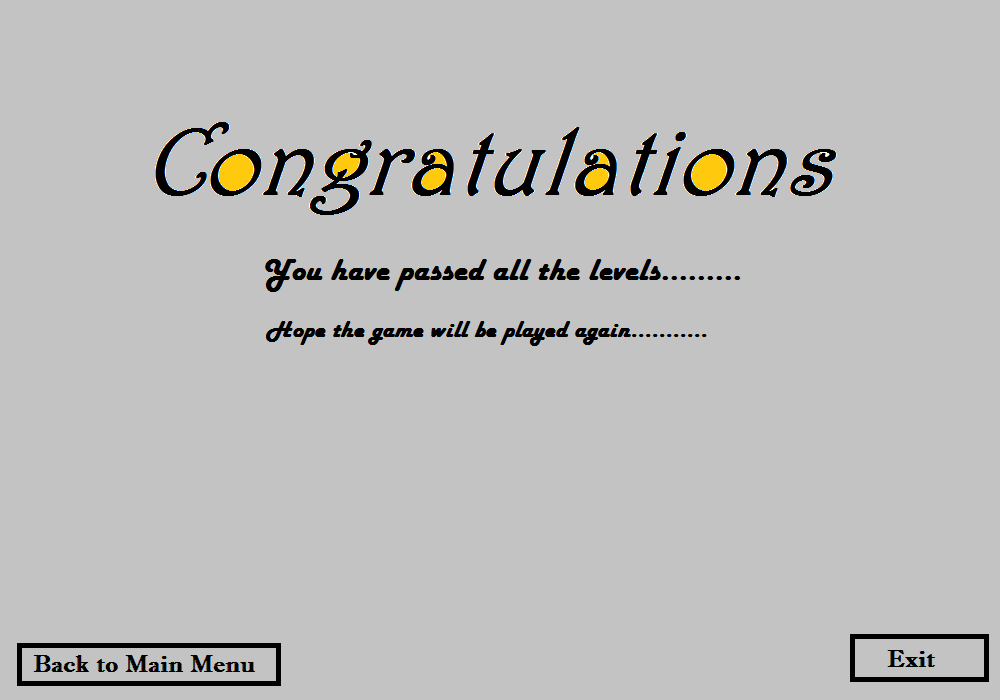 Congratulations
You have passed all the levels.........
Hope the game will be played again...........
Back to Main Menu
Exit